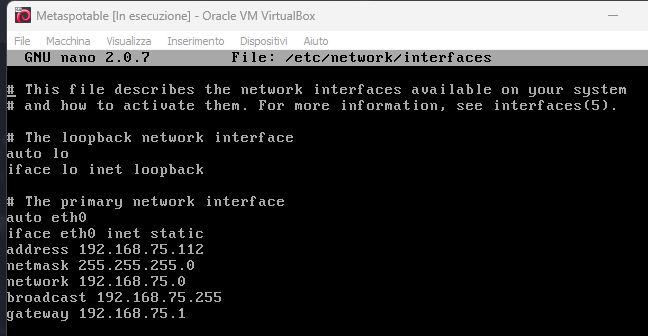 Metaspotable [In esecuzione] - Oracle VM VirtualBox
File Macchina Visualizza Inserimento Dispositivi Aiuto
GNU nano 2.0.7 File: /etc/network/interfaces
# This file describes the network interfaces available on your system
# and how to activate them. For more information, see interfaces(5).
# The loopback network interface
auto lo
iface lo inet loopback
# The primary network interface
auto eth0
iface eth0 inet static
address 192.168.75.112
netmask 255.255.255.0
network 192.168.75.0
broadcast 192.168.75.255
gateway 192.168.75.1